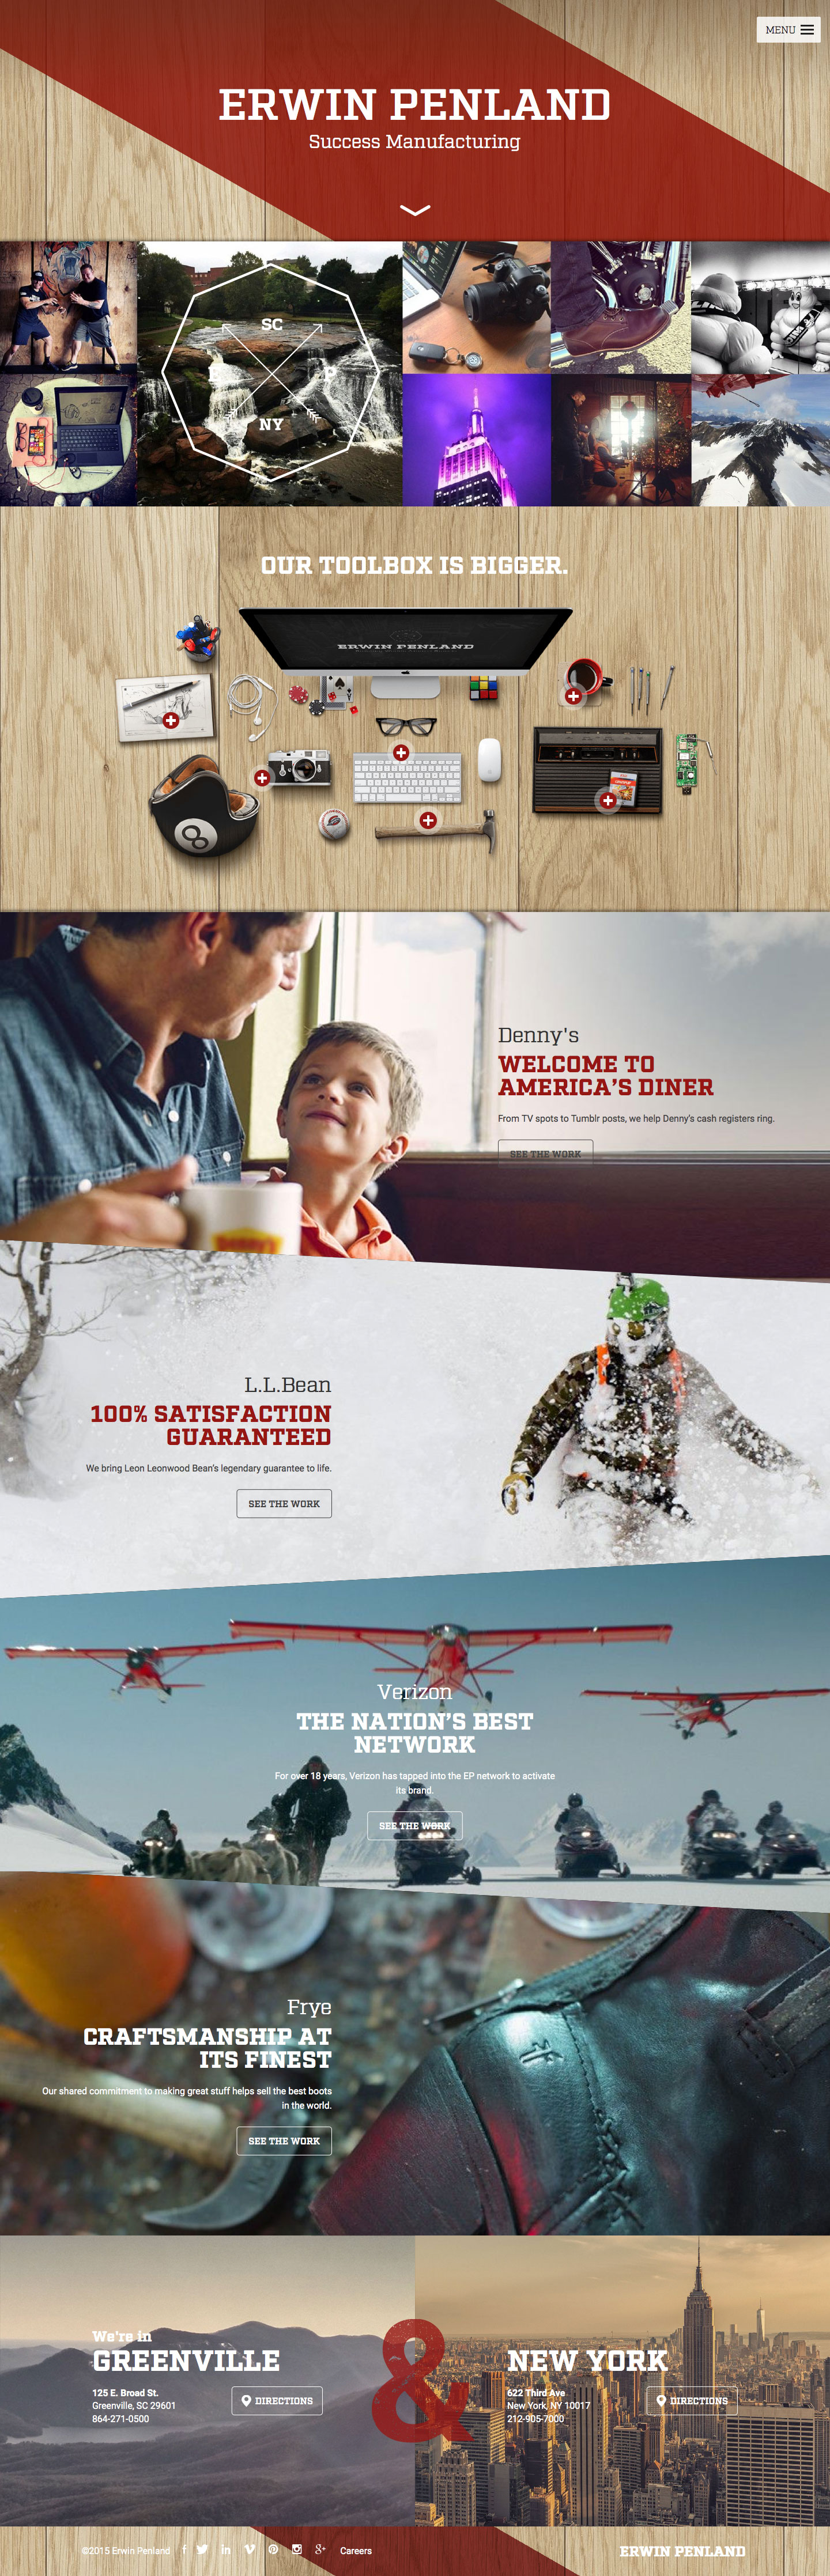 MENU
ERWIN PENLAND
Success Manufacturing
SC
E P
NY
OUR TOOLBOX IS BIGGER.
ERWIN PENLAND
A
8
Denny's
WELCOME TO
AMERICA'S DINER
From TV spots to Tumblr posts, we help Denny's cash registers ring.
SEE THE WORK
L.L.Bean
100% SATISFACTION
GUARANTEED
We bring Leon Leonwood Bean's legendary guarantee to life.
SEE THE WORK
Verizon
THE NATION'S BEST
NETWORK
For over 18 years, Verizon has tapped into the EP network to activate
its brand.
SEE THE WORK
Frye
CRAFTSMANSHIP AT
ITS FINEST
Our shared commitment to making great stuff helps sell the best boots
in the world.
SEE THE WORK
We're in
GREENVILLE
125 E. Broad St.
Greenville, SC 29601
864-271-0500
DIRECTIONS
&
NEW YORK
622 Third Ave
New York, NY 10017
212-905-7000
DIRECTIONS
©2015 Erwin Penland
Careers
ERWIN PENLAND